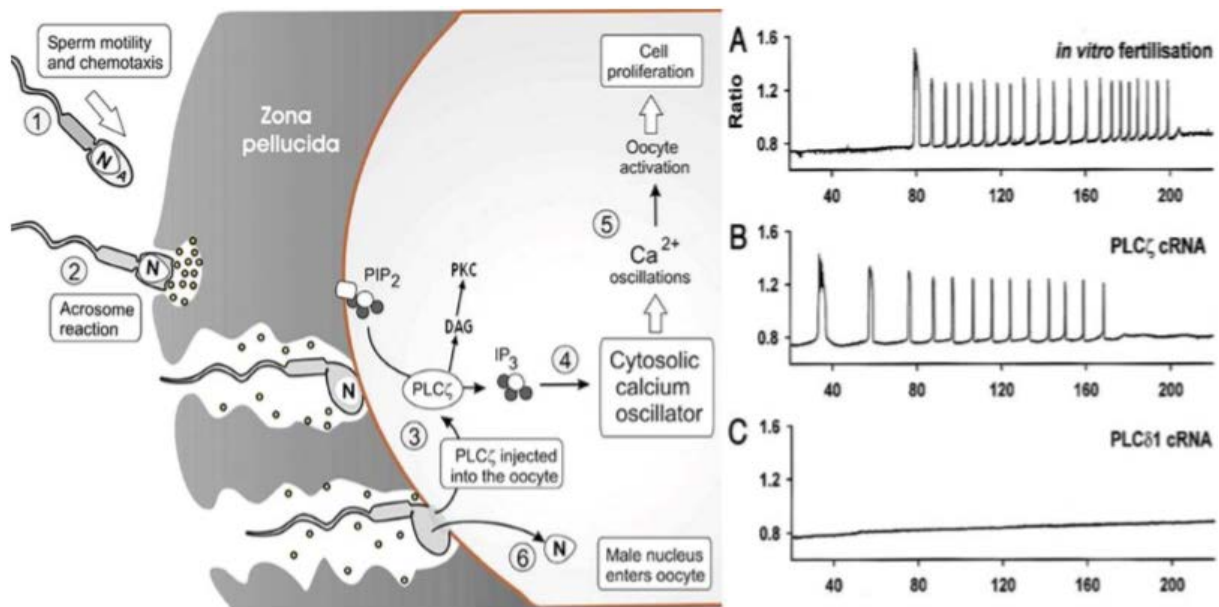 Sperm motility
and chemotaxis
1
N
A
Zona
pellucida
2
N
Acrosome
reaction
N
PIP2
PKC
DAG
PLCζ
IP3
4
Cytosolic
calcium
oscillator
3
PLCζ injected
into the oocyte
6
N
Male nucleus
enters oocyte
Cell
proliferation
Oocyte
activation
5
Ca2+
oscillations
A
in vitro fertilisation
Ratio
1.6
1.2
0.8
40 80 120 160 200
B
PLCζ cRNA
1.6
1.2
0.8
40 80 120 160 200
C
PLCδ1 cRNA
1.6
1.2
0.8
40 80 120 160 200